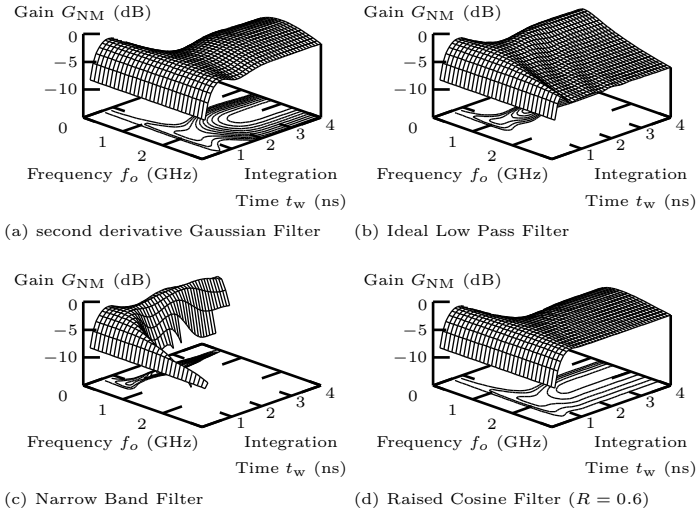 Gain G_NM (dB)
0
−5
−10
0
1
2
1
2
3
4
Frequency f_o (GHz)
Integration
Time t_w (ns)
(a) second derivative Gaussian Filter
Gain G_NM (dB)
0
−5
−10
0
1
2
1
2
3
4
Frequency f_o (GHz)
Integration
Time t_w (ns)
(b) Ideal Low Pass Filter
Gain G_NM (dB)
0
−5
−10
0
1
2
1
2
3
4
Frequency f_o (GHz)
Integration
Time t_w (ns)
(c) Narrow Band Filter
Gain G_NM (dB)
0
−5
−10
0
1
2
1
2
3
4
Frequency f_o (GHz)
Integration
Time t_w (ns)
(d) Raised Cosine Filter (R = 0.6)